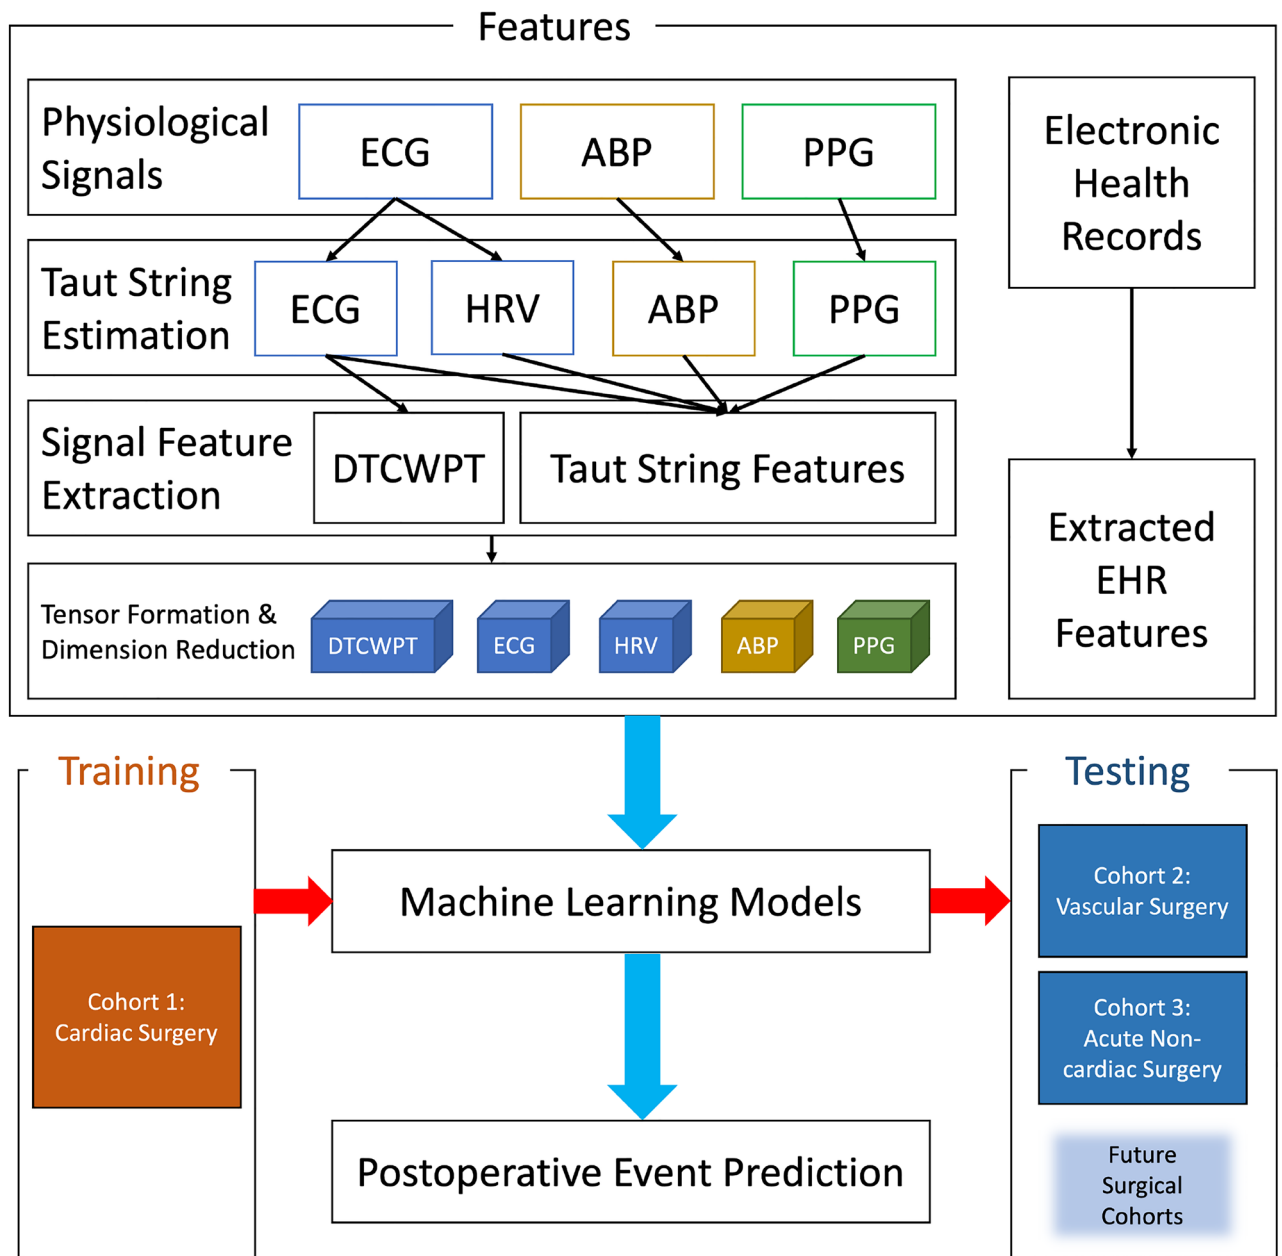 Features
Physiological
Signals
ECG
ABP
PPG
Electronic
Health
Records
Taut String
Estimation
ECG
HRV
ABP
PPG
Signal Feature
Extraction
DTCWPT
Taut String Features
Extracted
EHR
Features
Tensor Formation &
Dimension Reduction
DTCWPT
ECG
HRV
ABP
PPG
Training
Testing
Cohort 1:
Cardiac Surgery
Machine Learning Models
Cohort 2:
Vascular Surgery
Cohort 3:
Acute Non-
cardiac Surgery
Postoperative Event Prediction
Future
Surgical
Cohorts